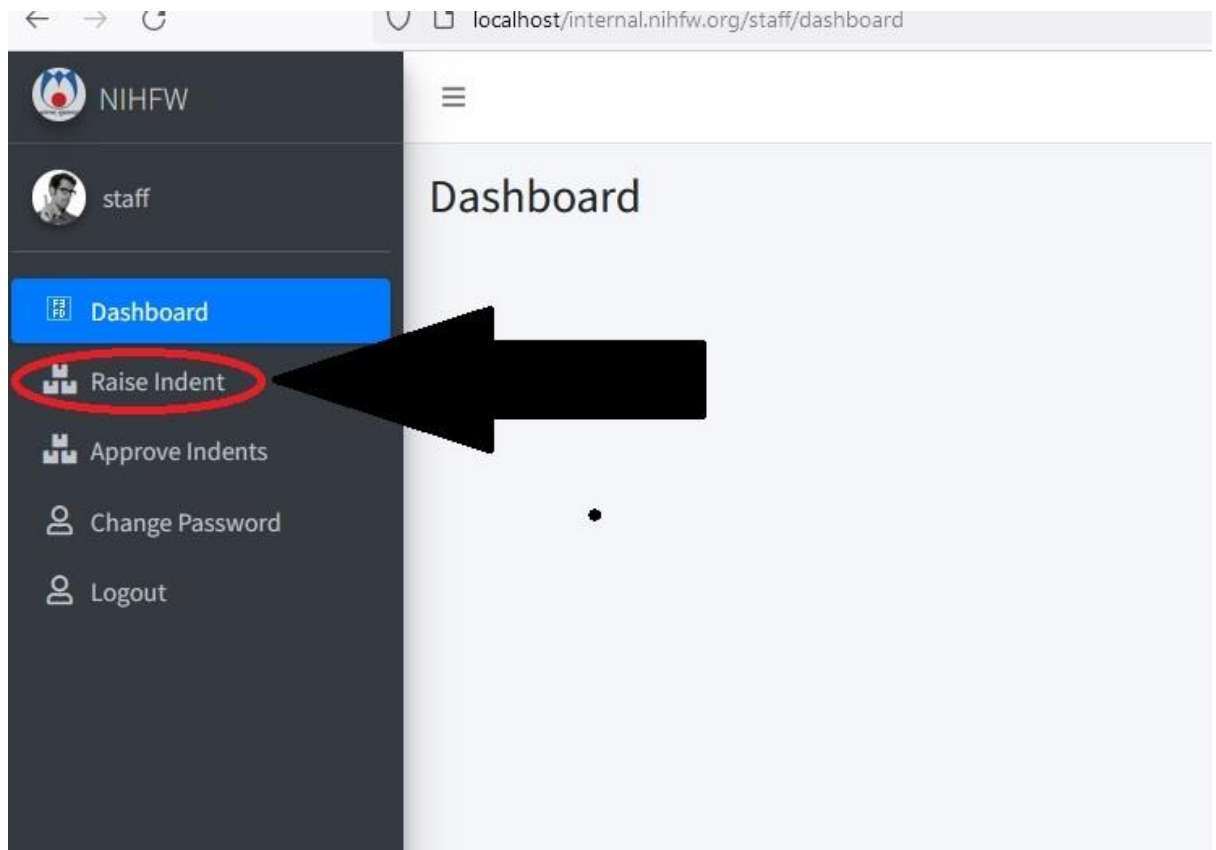 localhost/internal.nihfw.org/staff/dashboard
NIHFW
staff
Dashboard
Dashboard
Raise Indent
Approve Indents
Change Password
Logout